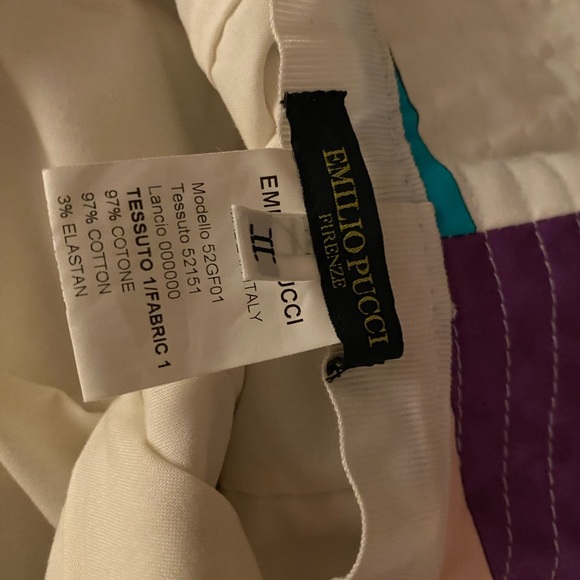 EMILIO PUCCI
FIRENZE
II
EMI UCCI
ITALY
Modello 52GF01
Tessuto 52151
Lancio 000000
TESSUTO 1/FABRIC 1
97% COTONE
97% COTTON
3% ELASTAN